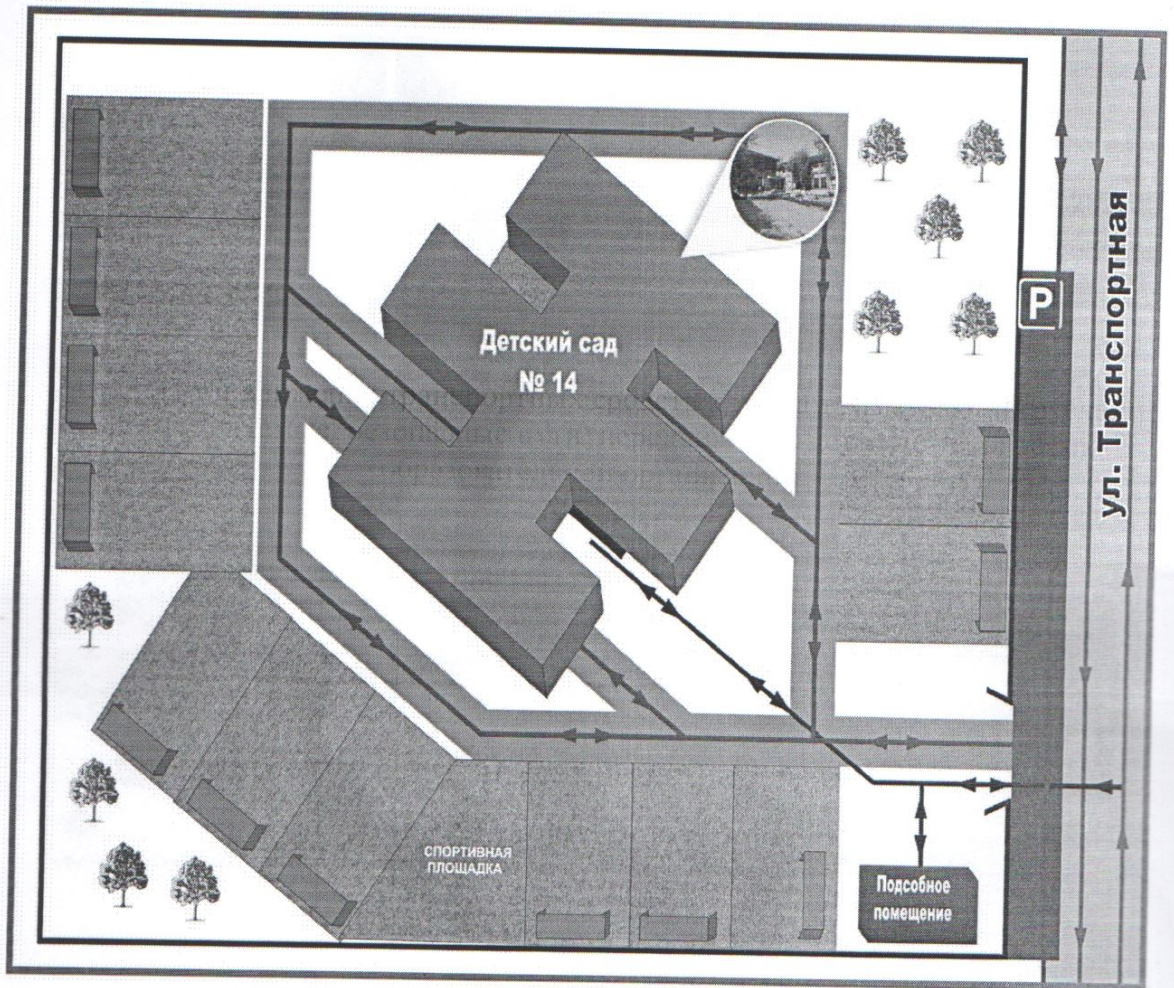 Детский сад
№ 14
P
ул. Транспортная
СПОРТИВНАЯ
ПЛОЩАДКА
Подсобное
помещение